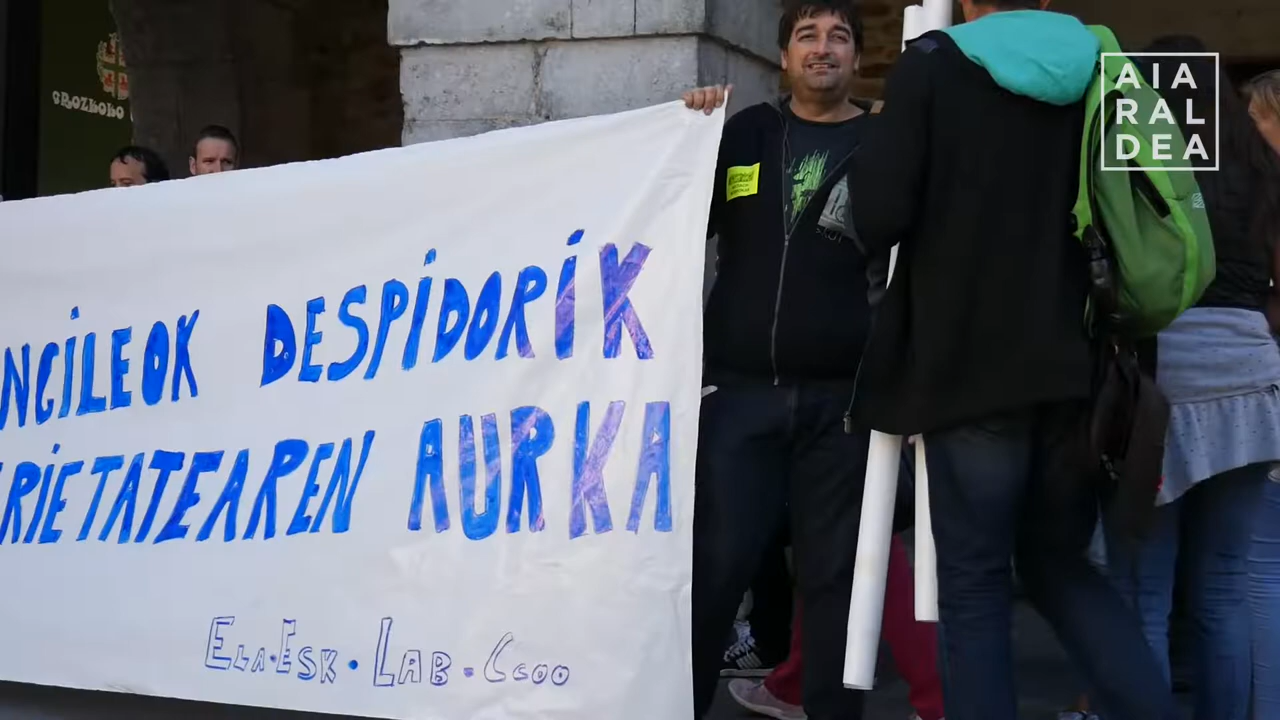 AIA
RAL
DEA
NCILEOK DESPIDORIK
RIETATEAREN AURKA
ELA·ESK·LAB·CCOO